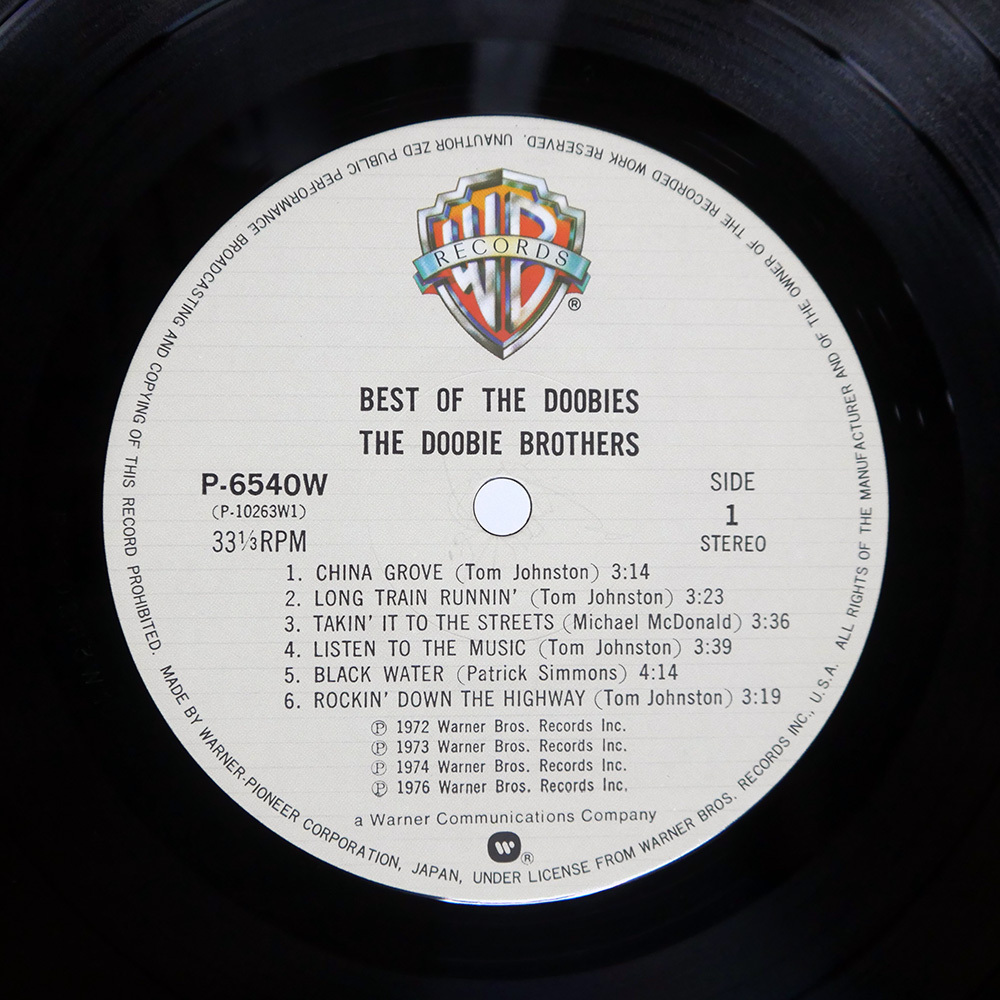 WB
RECORDS
®
BEST OF THE DOOBIES
THE DOOBIE BROTHERS
P-6540W
(P-10263W1)
33⅓RPM
SIDE
1
STEREO
1. CHINA GROVE (Tom Johnston) 3:14
2. LONG TRAIN RUNNIN' (Tom Johnston) 3:23
3. TAKIN' IT TO THE STREETS (Michael McDonald) 3:36
4. LISTEN TO THE MUSIC (Tom Johnston) 3:39
5. BLACK WATER (Patrick Simmons) 4:14
6. ROCKIN' DOWN THE HIGHWAY (Tom Johnston) 3:19
Ⓟ 1972 Warner Bros. Records Inc.
Ⓟ 1973 Warner Bros. Records Inc.
Ⓟ 1974 Warner Bros. Records Inc.
Ⓟ 1976 Warner Bros. Records Inc.
a Warner Communications Company
W ®
MADE BY WARNER-PIONEER CORPORATION, JAPAN, UNDER LICENSE FROM WARNER BROS. RECORDS INC., U.S.A. ALL RIGHTS OF THE MANUFACTURER AND OF THE OWNER OF THE RECORDED WORK RESERVED. UNAUTHOR ZED PUBLIC PERFORMANCE BROADCASTING AND COPYING OF THIS RECORD PROHIBITED.